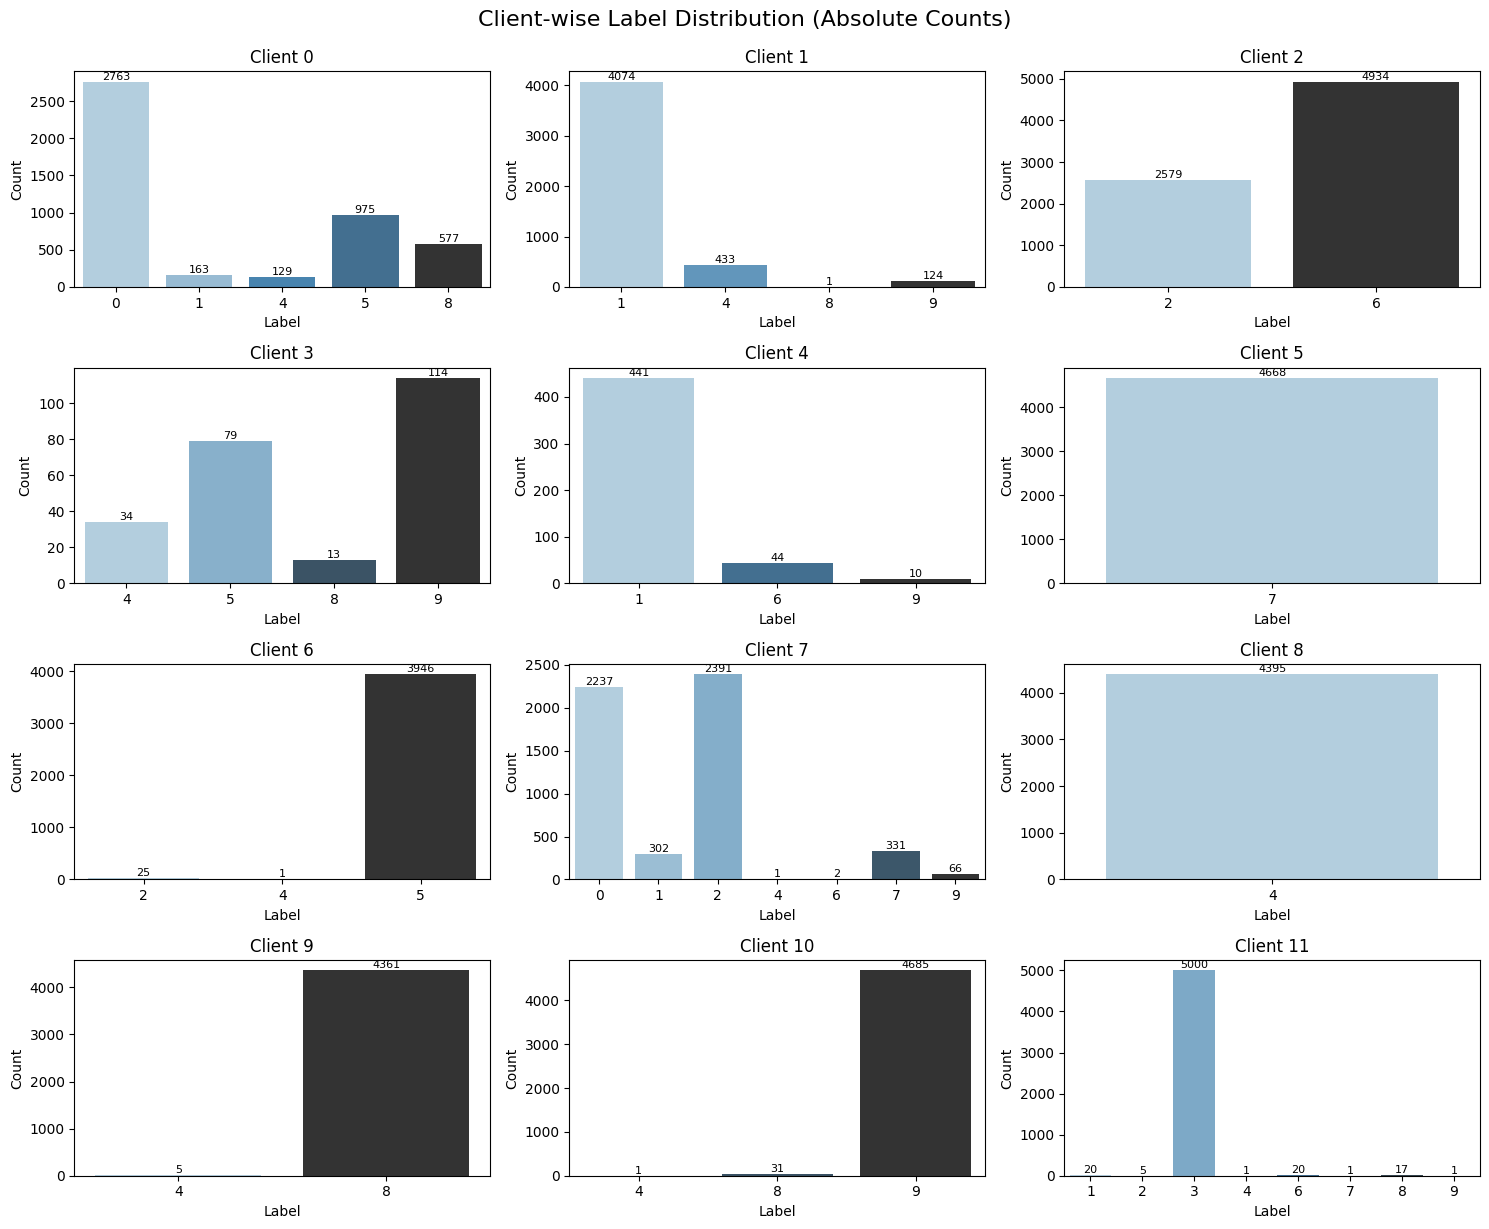 Client-wise Label Distribution (Absolute Counts)
Client 0
Count
2500
2000
1500
1000
500
0
2763
163
129
975
577
0 1 4 5 8
Label
Client 1
Count
4000
3000
2000
1000
0
4074
433
1
124
1 4 8 9
Label
Client 2
Count
5000
4000
3000
2000
1000
0
2579
4934
2 6
Label
Client 3
Count
100
80
60
40
20
0
34
79
13
114
4 5 8 9
Label
Client 4
Count
400
300
200
100
0
441
44
10
1 6 9
Label
Client 5
Count
4000
3000
2000
1000
0
4668
7
Label
Client 6
Count
4000
3000
2000
1000
0
25
1
3946
2 4 5
Label
Client 7
Count
2500
2000
1500
1000
500
0
2237
302
2391
1
2
331
66
0 1 2 4 6 7 9
Label
Client 8
Count
4000
3000
2000
1000
0
4395
4
Label
Client 9
Count
4000
3000
2000
1000
0
5
4361
4 8
Label
Client 10
Count
4000
3000
2000
1000
0
1
31
4685
4 8 9
Label
Client 11
Count
5000
4000
3000
2000
1000
0
20
5
5000
1
20
1
17
1
1 2 3 4 6 7 8 9
Label